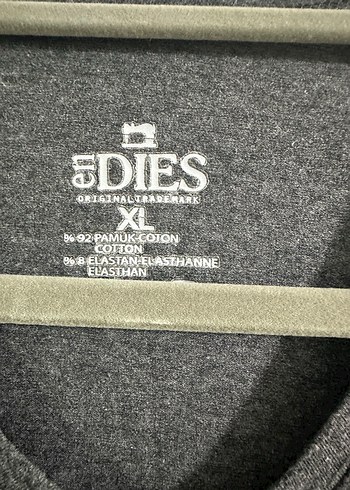 en DIES
ORIGINAL TRADEMARK
XL
% 92 PAMUK-COTON
COTTON
% 8 ELASTAN-ELASTHANNE
ELASTHAN